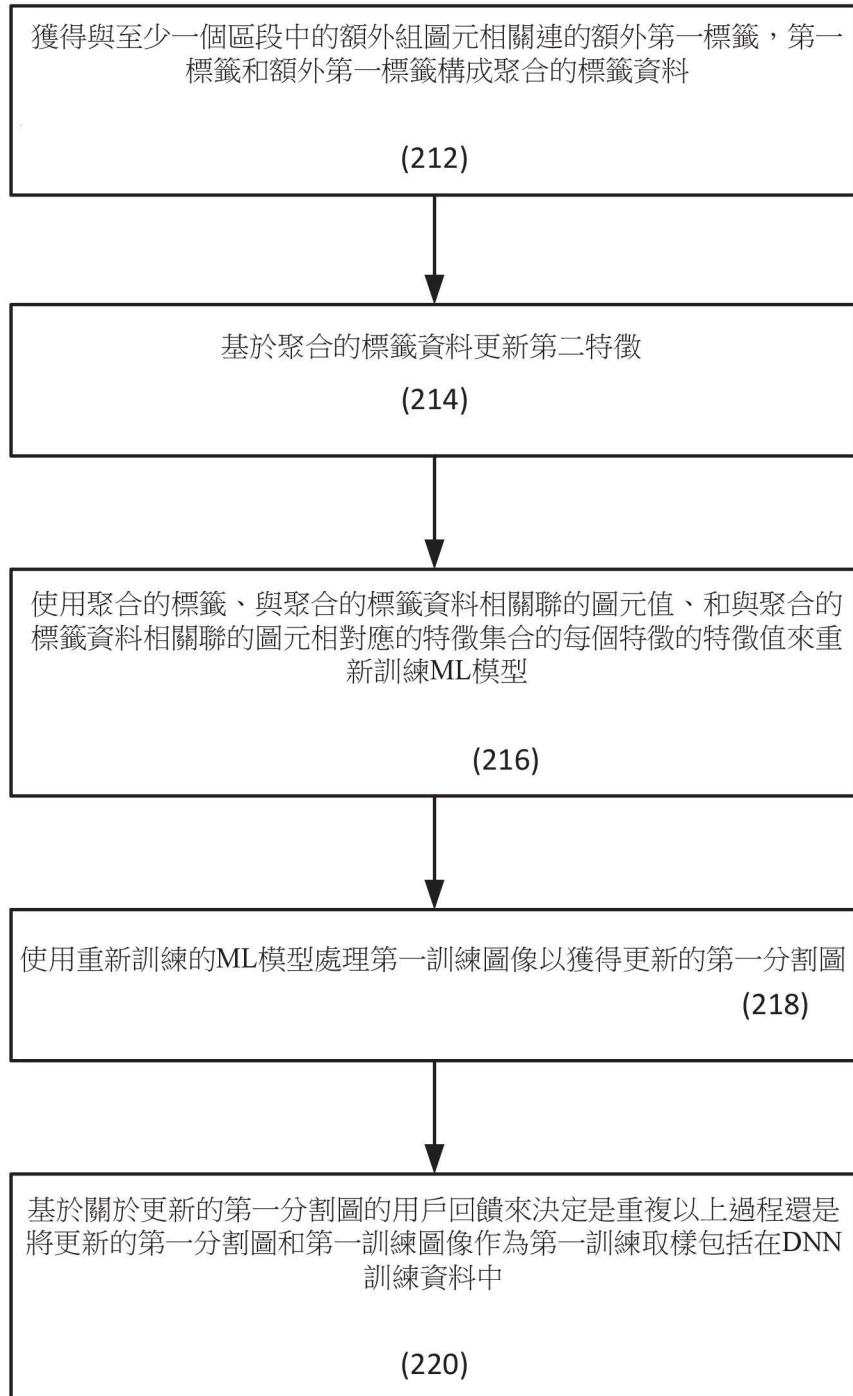 獲得與至少一個區段中的額外組圖元相關連的額外第一標籤，第一
標籤和額外第一標籤構成聚合的標籤資料
(212)
基於聚合的標籤資料更新第二特徵
(214)
使用聚合的標籤、與聚合的標籤資料相關聯的圖元值、和與聚合的
標籤資料相關聯的圖元相對應的特徵集合的每個特徵的特徵值來重
新訓練ML模型
(216)
使用重新訓練的ML模型處理第一訓練圖像以獲得更新的第一分割圖
(218)
基於關於更新的第一分割圖的用戶回饋來決定是重複以上過程還是
將更新的第一分割圖和第一訓練圖像作為第一訓練取樣包括在DNN
訓練資料中
(220)